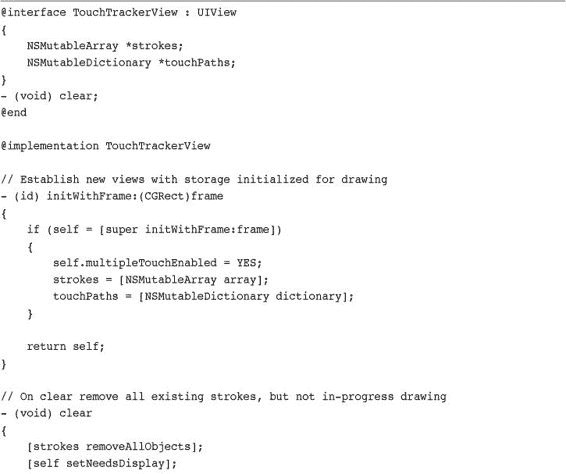 @interface TouchTrackerView : UIView
{
    NSMutableArray *strokes;
    NSMutableDictionary *touchPaths;
}
- (void) clear;
@end

@implementation TouchTrackerView

// Establish new views with storage initialized for drawing
- (id) initWithFrame:(CGRect)frame
{
    if (self = [super initWithFrame:frame])
    {
        self.multipleTouchEnabled = YES;
        strokes = [NSMutableArray array];
        touchPaths = [NSMutableDictionary dictionary];
    }

    return self;
}

// On clear remove all existing strokes, but not in-progress drawing
- (void) clear
{
    [strokes removeAllObjects];
    [self setNeedsDisplay];